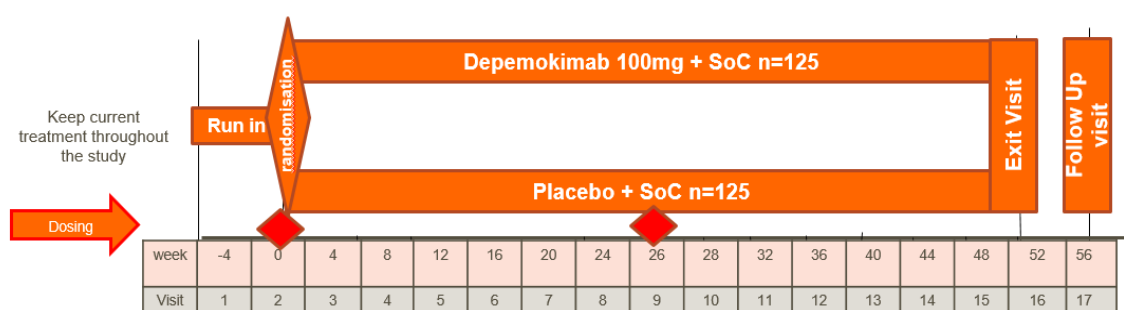 Depemokimab 100mg + SoC n=125
Keep current
treatment throughout
the study
Run in
randomisation
Exit Visit
Follow Up
visit
Placebo + SoC n=125
Dosing
week -4 0 4 8 12 16 20 24 26 28 32 36 40 44 48 52 56
Visit 1 2 3 4 5 6 7 8 9 10 11 12 13 14 15 16 17